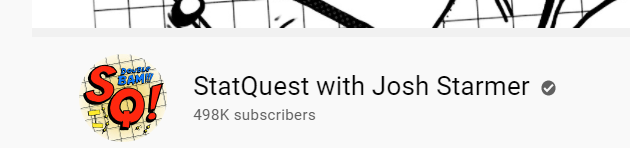 DOUBLE
BAM!!!
SQ!
StatQuest with Josh Starmer
498K subscribers